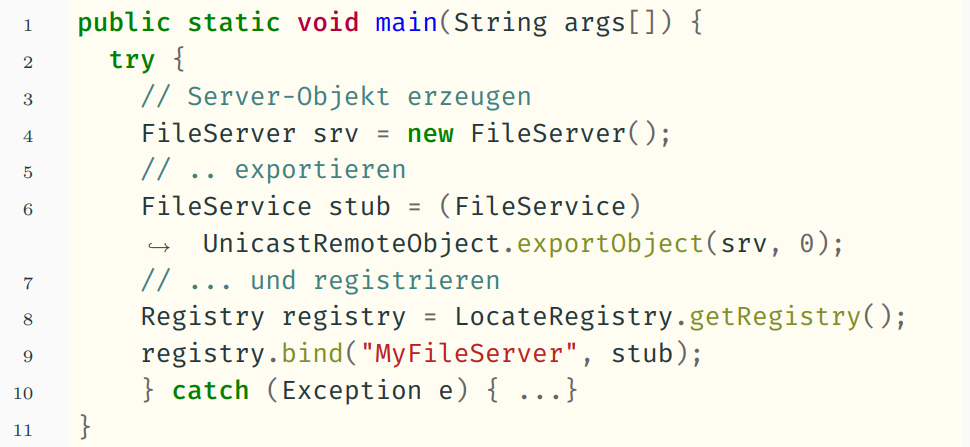 1 public static void main(String args[]) {
2 try {
3 // Server-Objekt erzeugen
4 FileServer srv = new FileServer();
5 // .. exportieren
6 FileService stub = (FileService)
↪ UnicastRemoteObject.exportObject(srv, 0);
7 // ... und registrieren
8 Registry registry = LocateRegistry.getRegistry();
9 registry.bind("MyFileServer", stub);
10 } catch (Exception e) { ...}
11 }